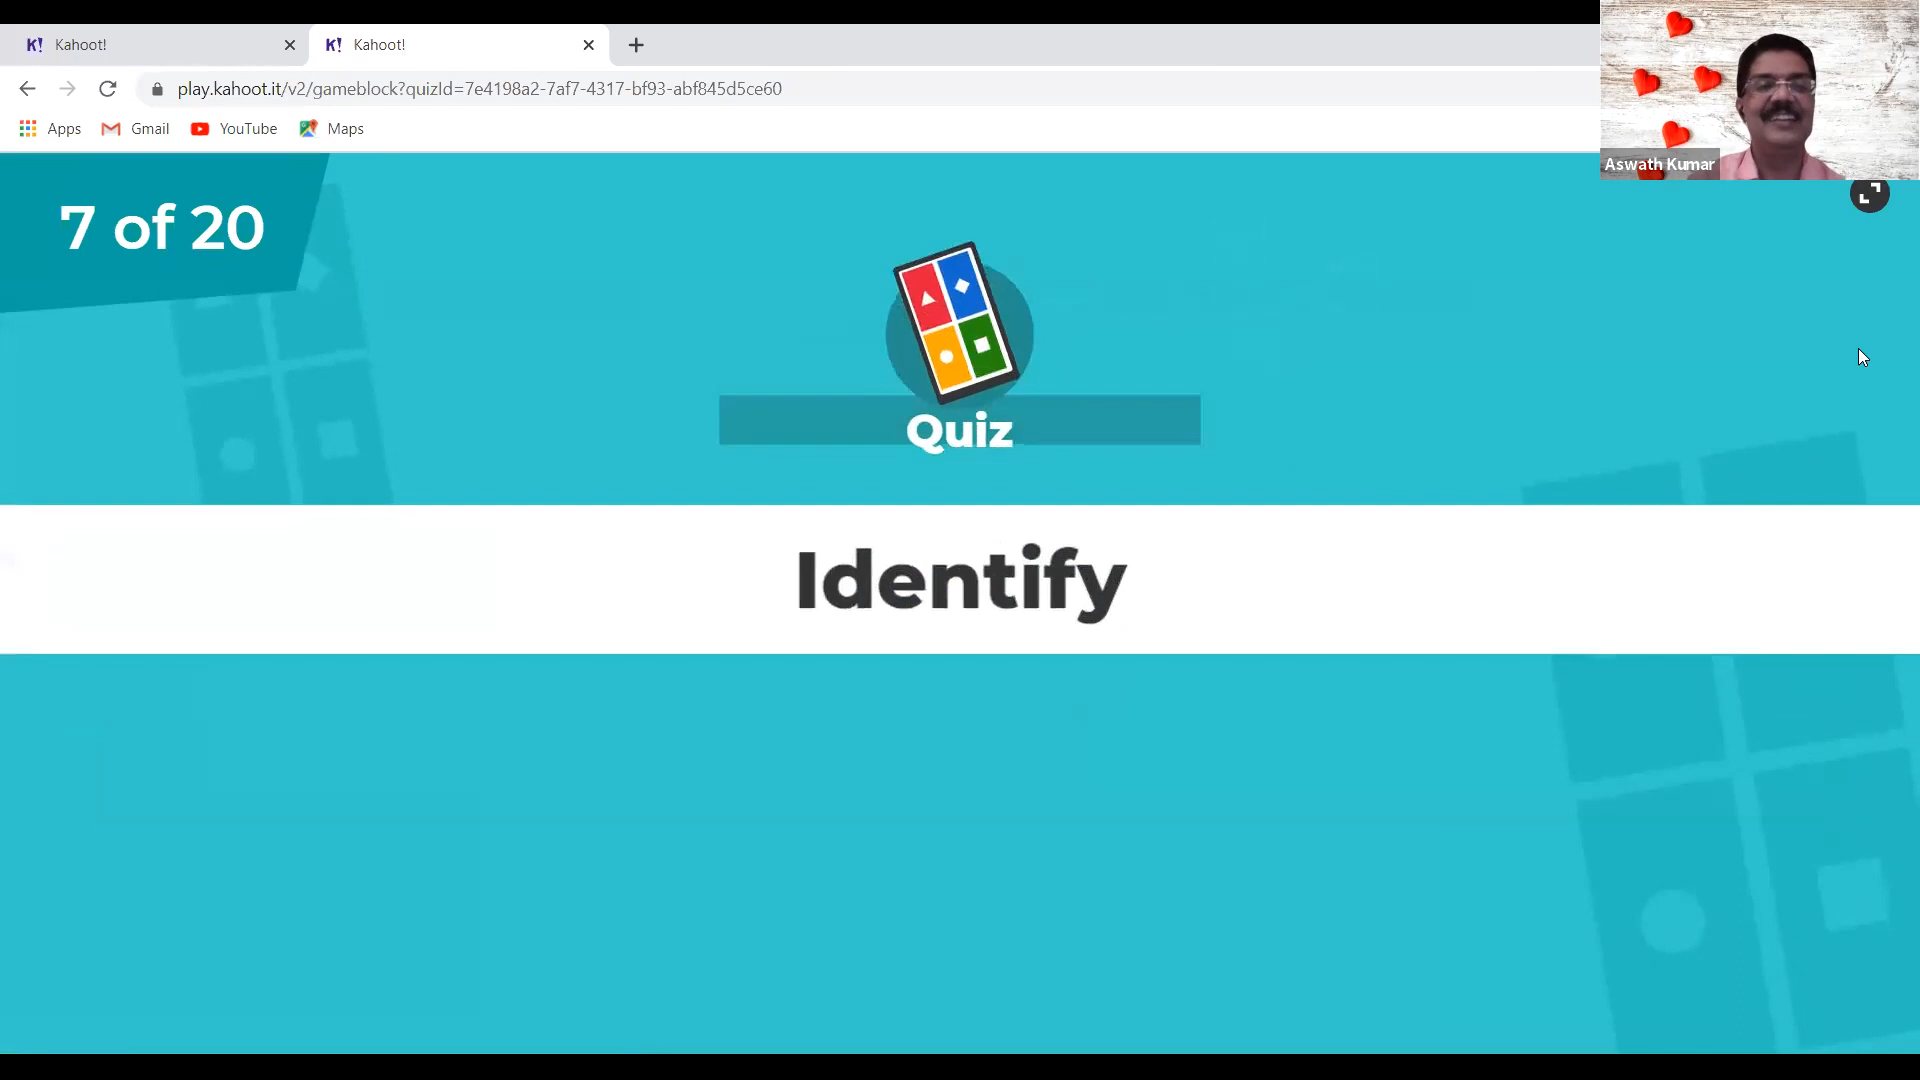 K! Kahoot!
K! Kahoot!
play.kahoot.it/v2/gameblock?quizId=7e4198a2-7af7-4317-bf93-abf845d5ce60
Apps Gmail YouTube Maps
Aswath Kumar
7 of 20
Quiz
Identify